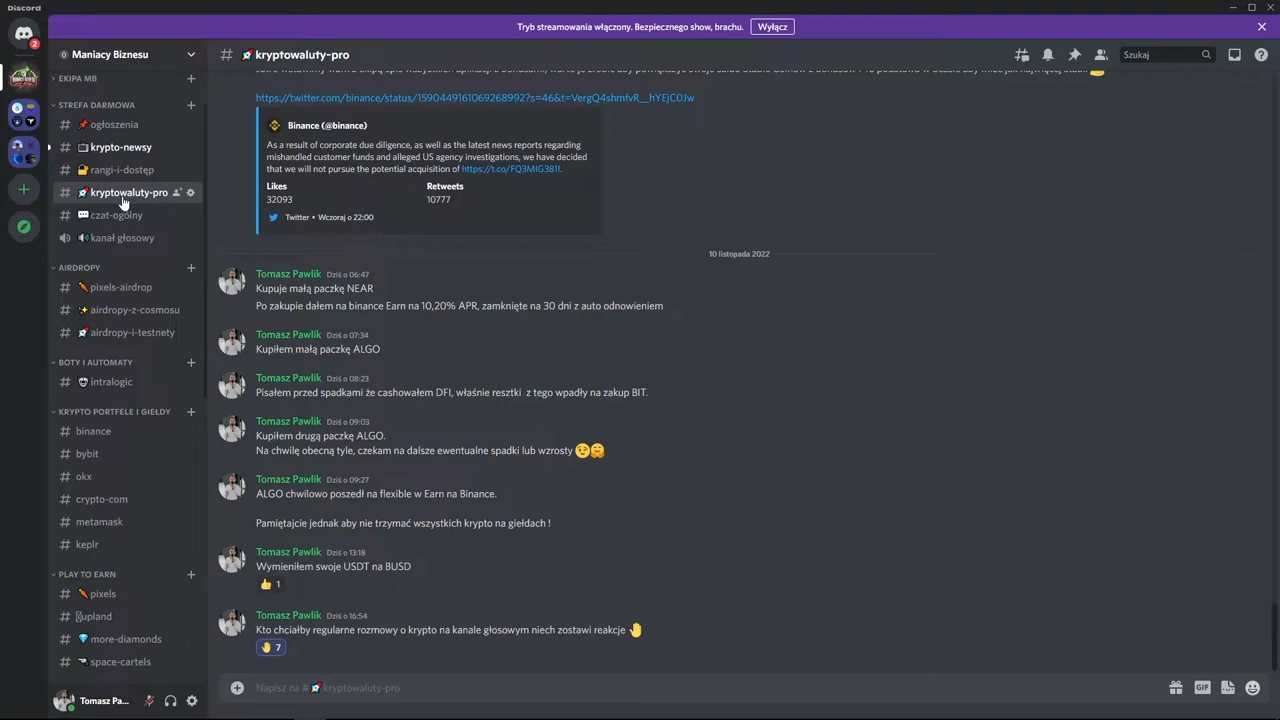 Discord
Tryb streamowania włączony. Bezpiecznego show, brachu.
Wyłącz
2
Maniacy Biznesu
kryptowaluty-pro
Szukaj
EKIPA MB
STREFA DARMOWA
ogłoszenia
krypto-newsy
rangi-i-dostęp
kryptowaluty-pro
czat-ogólny
kanał głosowy
AIRDROPY
pixels-airdrop
airdropy-z-cosmosu
airdropy-i-testnety
BOTY I AUTOMATY
intralogic
KRYPTO PORTFELE I GIEŁDY
binance
bybit
okx
crypto-com
metamask
keplr
PLAY TO EARN
pixels
upland
more-diamonds
space-cartels
Tomasz Pa...
https://twitter.com/binance/status/1590449161069268992?s=46&t=VergQ4shmfvR__hYEjC0Jw
Binance (@binance)
As a result of corporate due diligence, as well as the latest news reports regarding
mishandled customer funds and alleged US agency investigations, we have decided
that we will not pursue the potential acquisition of https://t.co/FQ3MIG381f.
Likes Retweets
32093 10777
Twitter • Wczoraj o 22:00
10 listopada 2022
Tomasz Pawlik Dziś o 06:47
Kupuje małą paczkę NEAR
Po zakupie dałem na binance Earn na 10,20% APR, zamknięte na 30 dni z auto odnowieniem
Tomasz Pawlik Dziś o 07:34
Kupiłem małą paczkę ALGO
Tomasz Pawlik Dziś o 08:23
Pisałem przed spadkami że cashowałem DFI, właśnie resztki z tego wpadły na zakup BIT.
Tomasz Pawlik Dziś o 09:03
Kupiłem drugą paczkę ALGO.
Na chwilę obecną tyle, czekam na dalsze ewentualne spadki lub wzrosty 😉🤗
Tomasz Pawlik Dziś o 09:27
ALGO chwilowo poszedł na flexible w Earn na Binance.
Pamiętajcie jednak aby nie trzymać wszystkich krypto na giełdach !
Tomasz Pawlik Dziś o 13:18
Wymieniłem swoje USDT na BUSD
👍 1
Tomasz Pawlik Dziś o 16:54
Kto chciałby regularne rozmowy o krypto na kanale głosowym niech zostawi reakcje 🤚
🤚 7
Napisz na #🚀kryptowaluty-pro
GIF